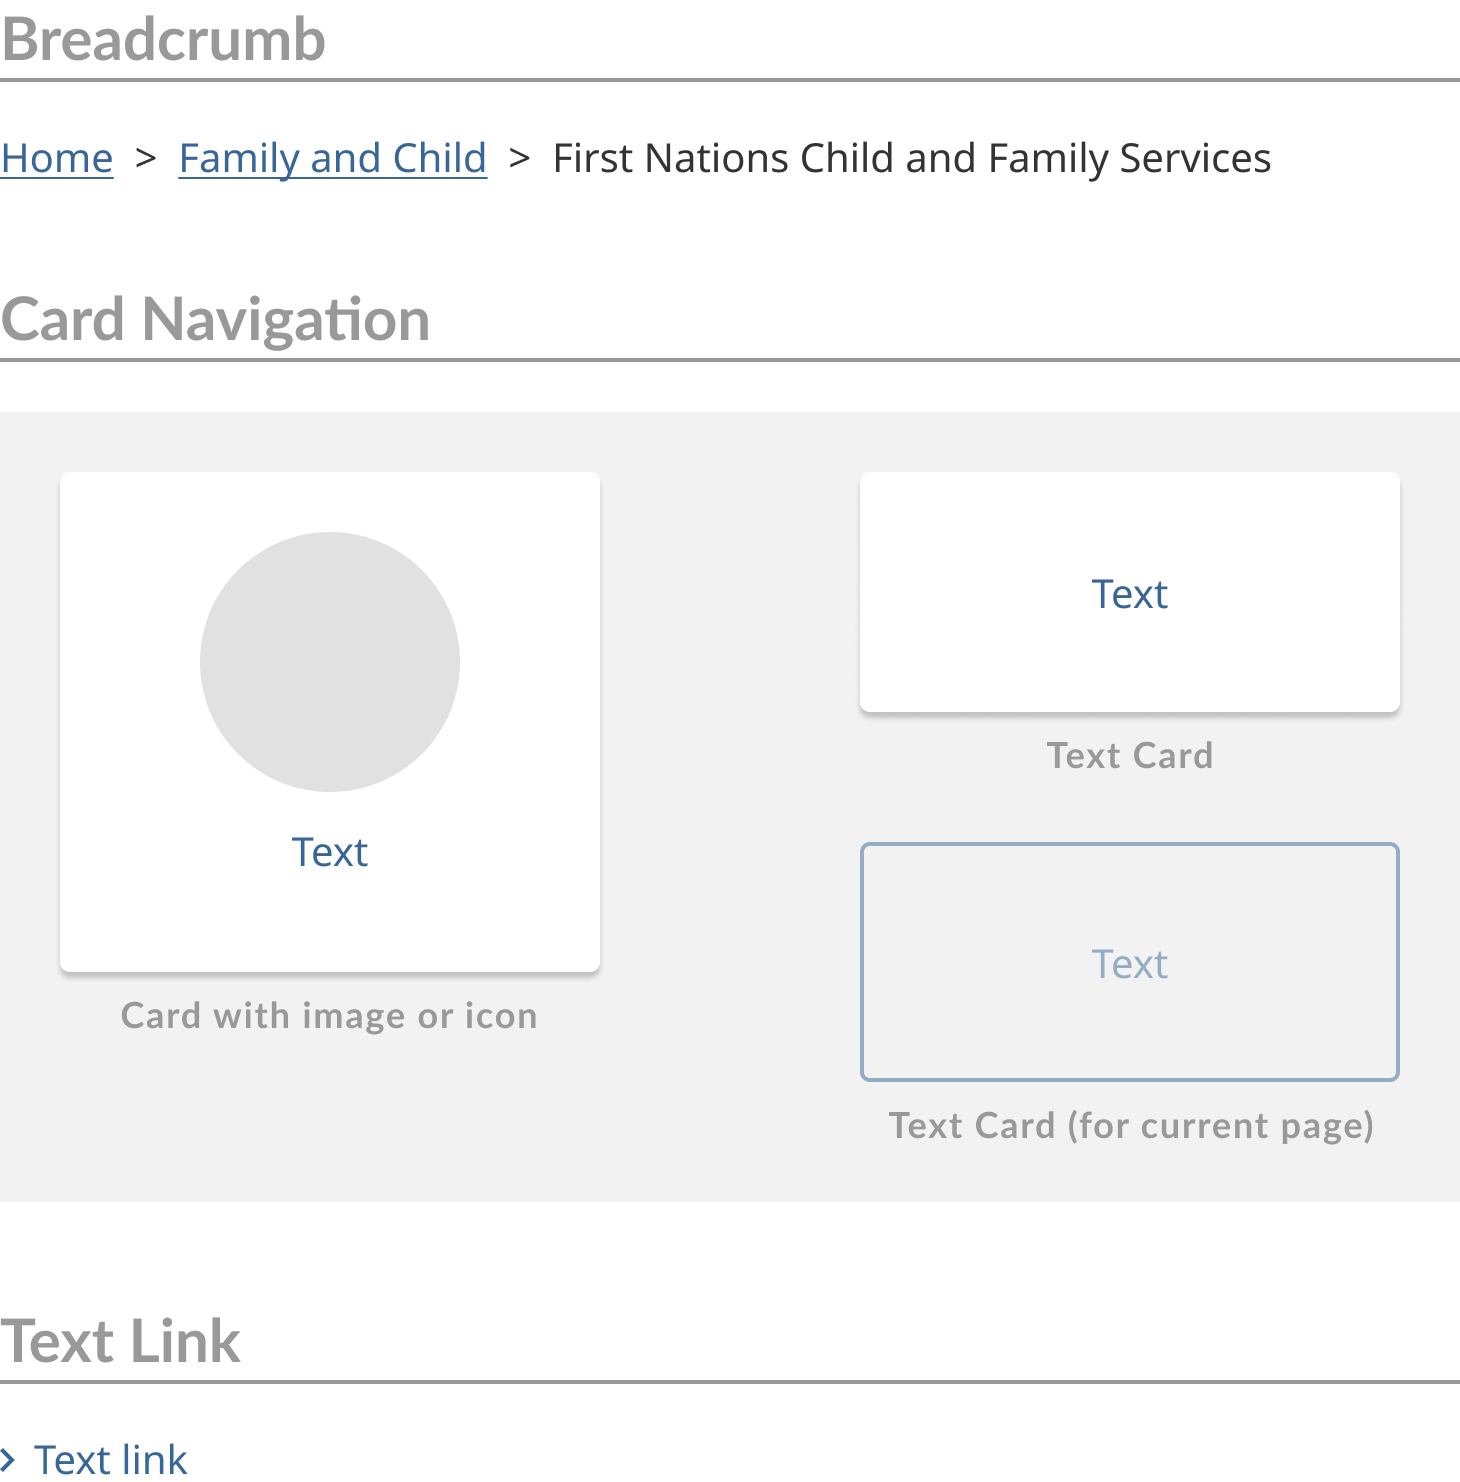 Breadcrumb
Home > Family and Child > First Nations Child and Family Services
Card Navigation
Text
Card with image or icon
Text
Text Card
Text
Text Card (for current page)
Text Link
> Text link